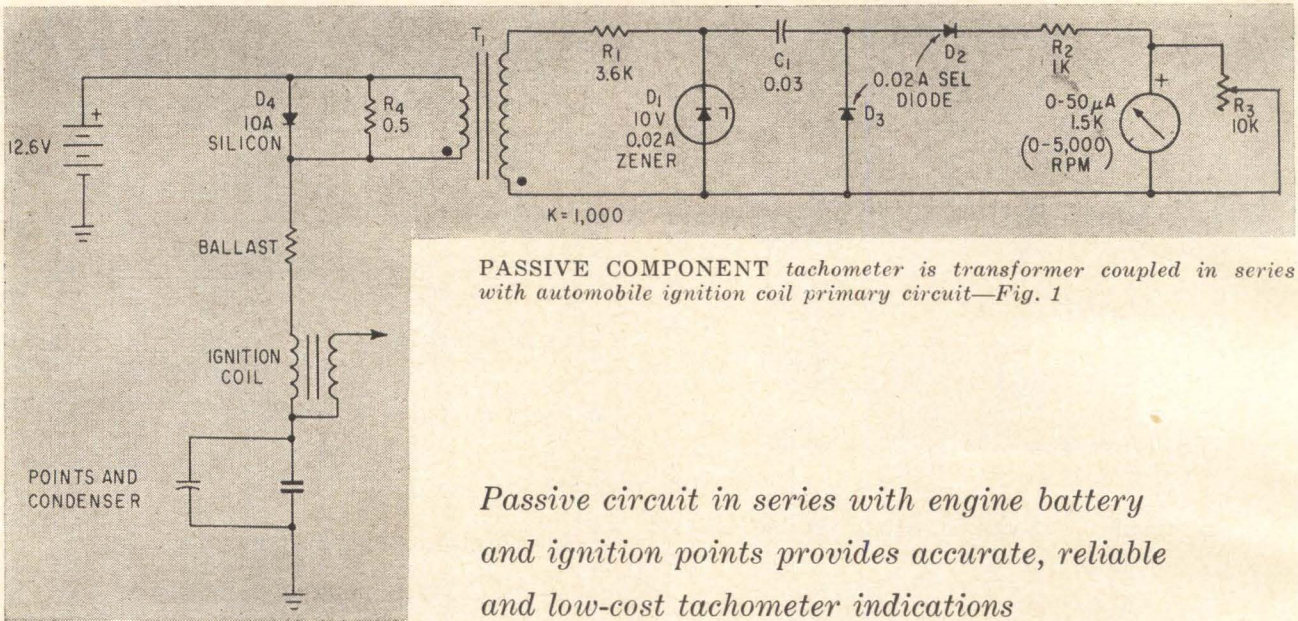 T1
R1
3.6K
C1
0.03
D2
R2
1K
D4
10A
SILICON
R4
0.5
D1
10V
0.02A
ZENER
0.02A SEL
DIODE
D3
+
0-50µA
1.5K
(0-5,000)
RPM
R3
10K
+
12.6V
K = 1,000
BALLAST
IGNITION
COIL
POINTS AND
CONDENSER
PASSIVE COMPONENT tachometer is transformer coupled in series
with automobile ignition coil primary circuit—Fig. 1
Passive circuit in series with engine battery
and ignition points provides accurate, reliable
and low-cost tachometer indications